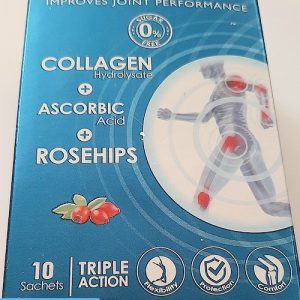 IMPROVES JOINT PERFORMANCE
SUGAR
0%
FREE
COLLAGEN
Hydrolysate
+
ASCORBIC
Acid
+
ROSEHIPS
10
Sachets
TRIPLE
ACTION
Flexibility
Protection
Comfort